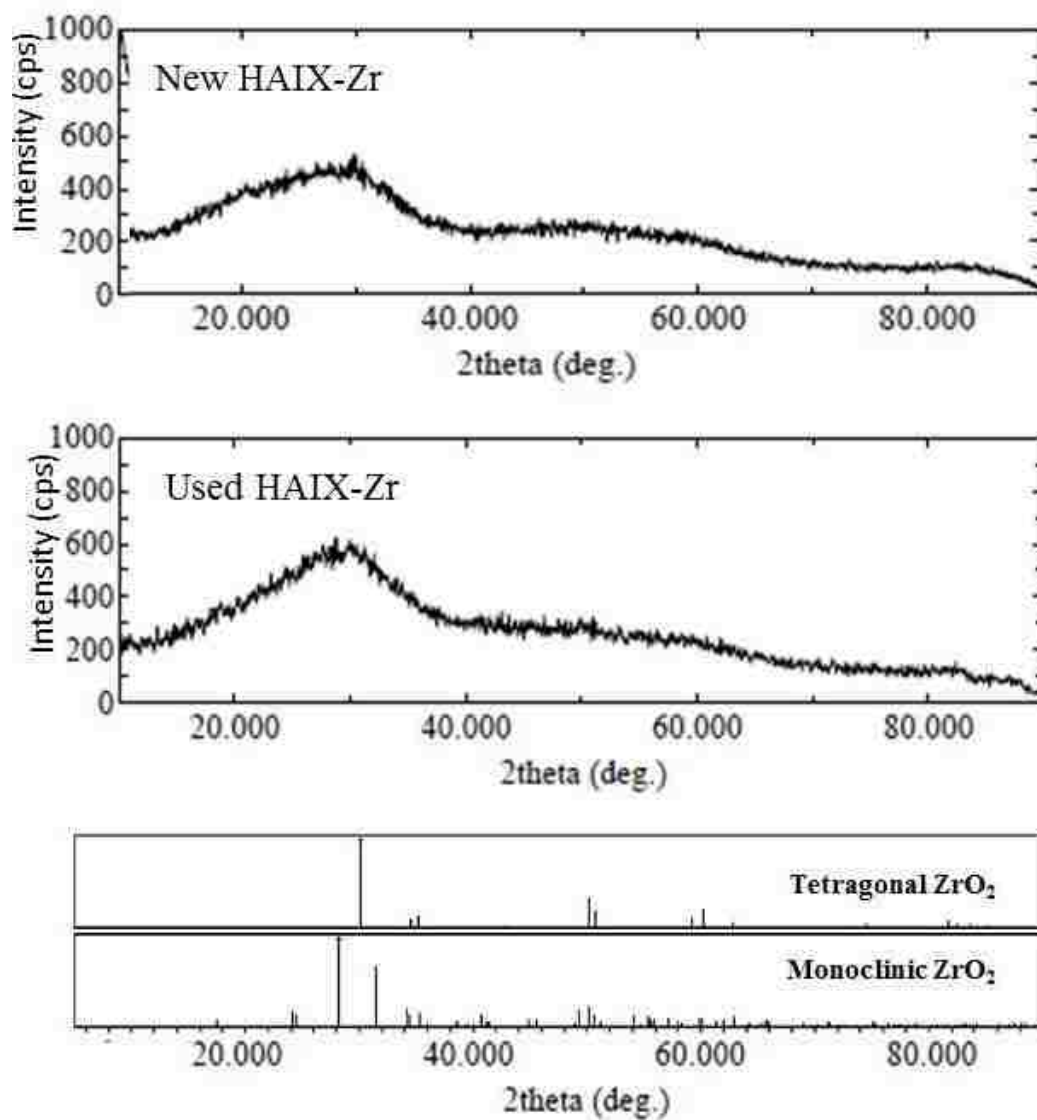 1000
800
600
400
200
0
Intensity (cps)
New HAIX-Zr
20.000 40.000 60.000 80.000
2theta (deg.)
1000
800
600
400
200
0
Intensity (cps)
Used HAIX-Zr
20.000 40.000 60.000 80.000
2theta (deg.)
Tetragonal ZrO₂
Monoclinic ZrO₂
20.000 40.000 60.000 80.000
2theta (deg.)